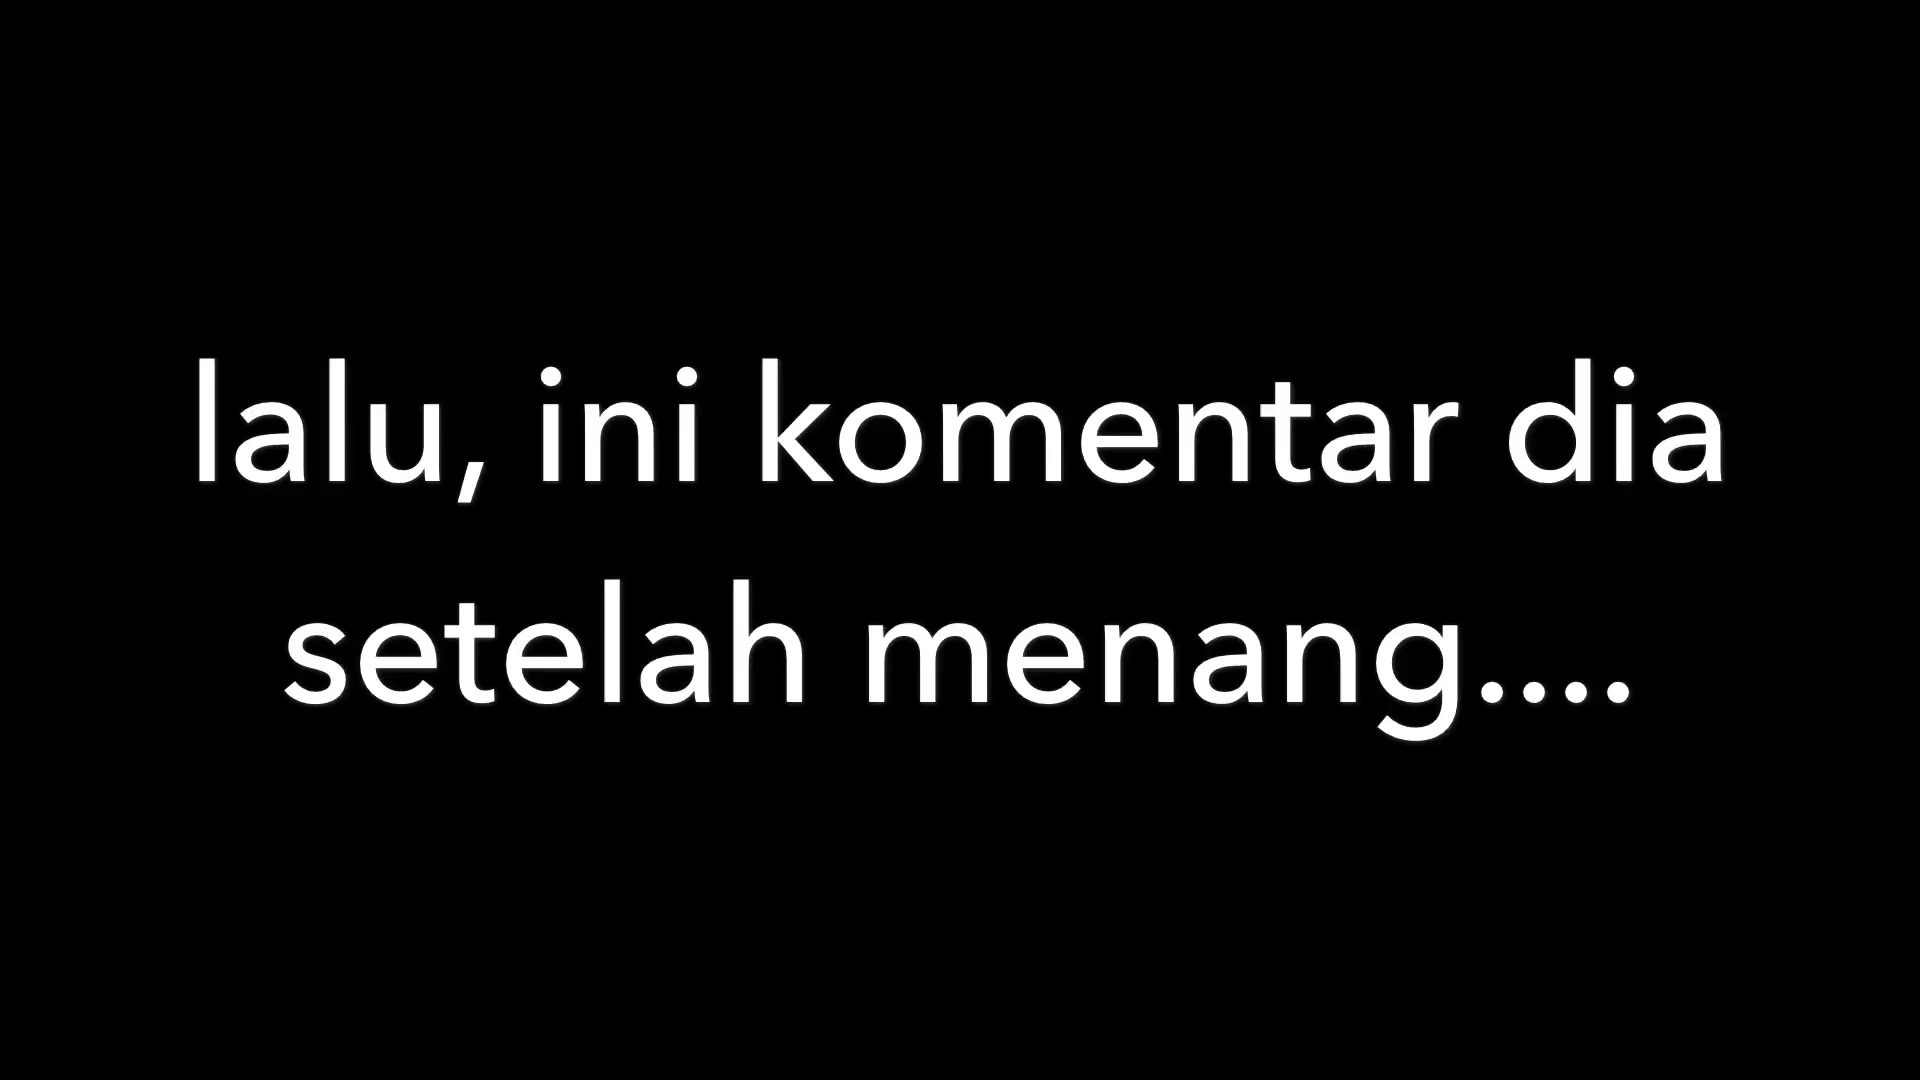 lalu, ini komentar dia
setelah menang....